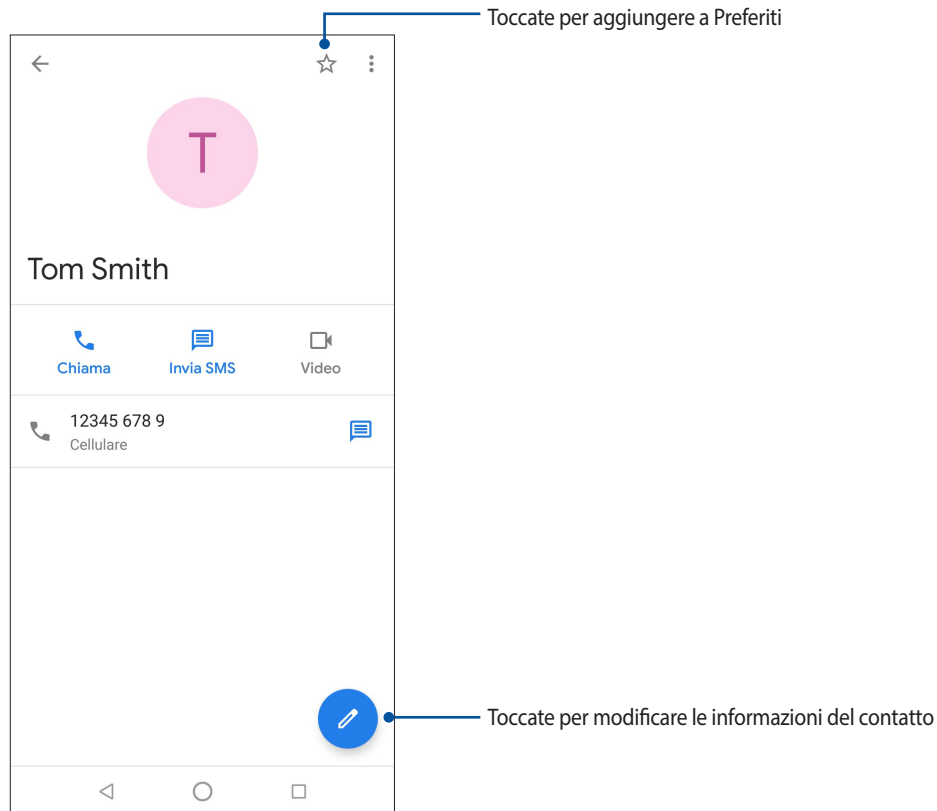 Toccate per aggiungere a Preferiti
T
Tom Smith
Chiama Invia SMS Video
12345 678 9
Cellulare
Toccate per modificare le informazioni del contatto